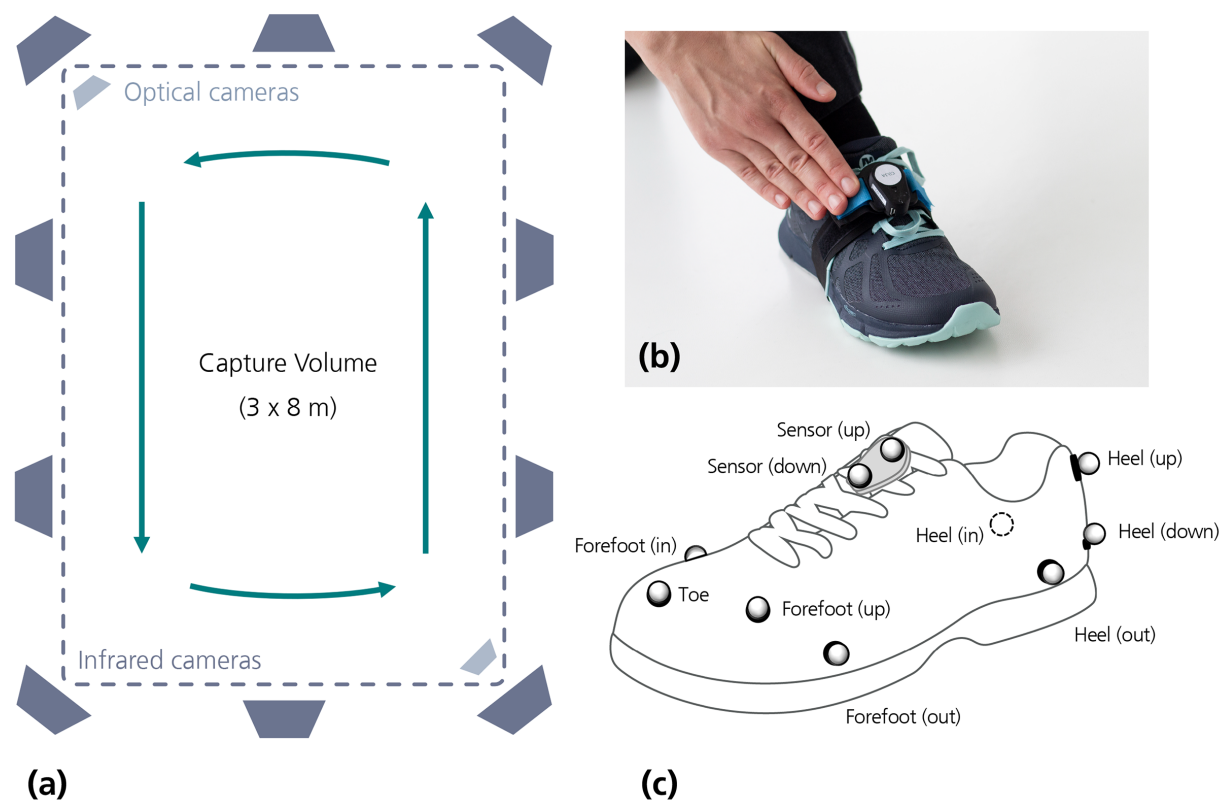 Optical cameras
Capture Volume
(3 x 8 m)
Infrared cameras
(a)
(b)
Sensor (up)
Sensor (down)
Heel (up)
Heel (in)
Heel (down)
Forefoot (in)
Toe
Forefoot (up)
Heel (out)
Forefoot (out)
(c)